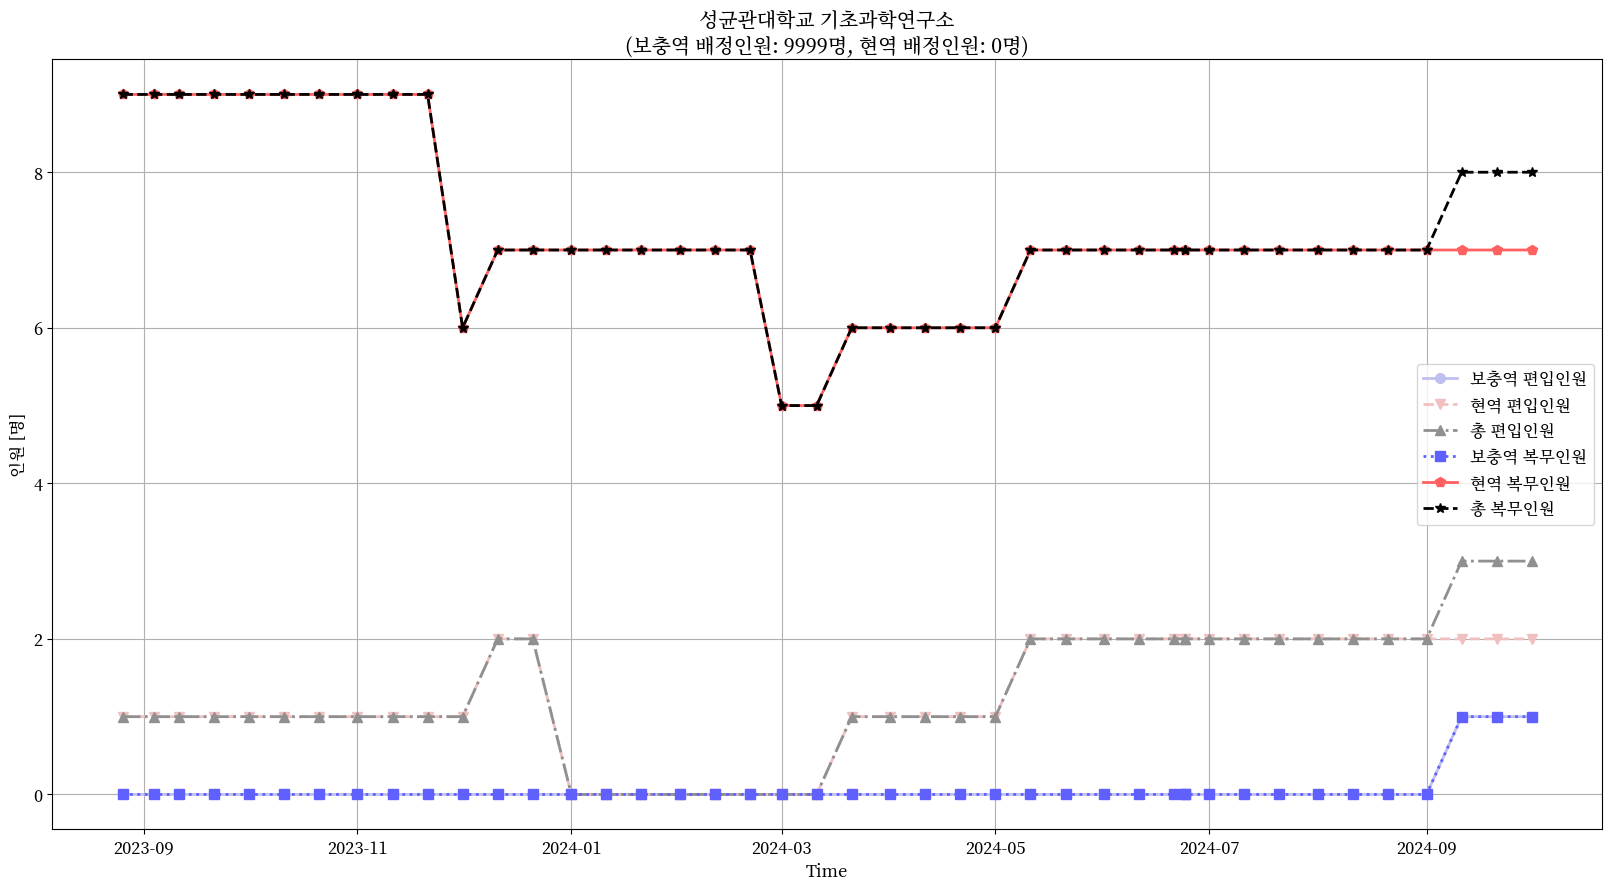 성균관대학교 기초과학연구소
(보충역 배정인원: 9999명, 현역 배정인원: 0명)
인원 [명]
8
6
4
2
0
보충역 편입인원
현역 편입인원
총 편입인원
보충역 복무인원
현역 복무인원
총 복무인원
2023-09
2023-11
2024-01
2024-03
2024-05
2024-07
2024-09
Time